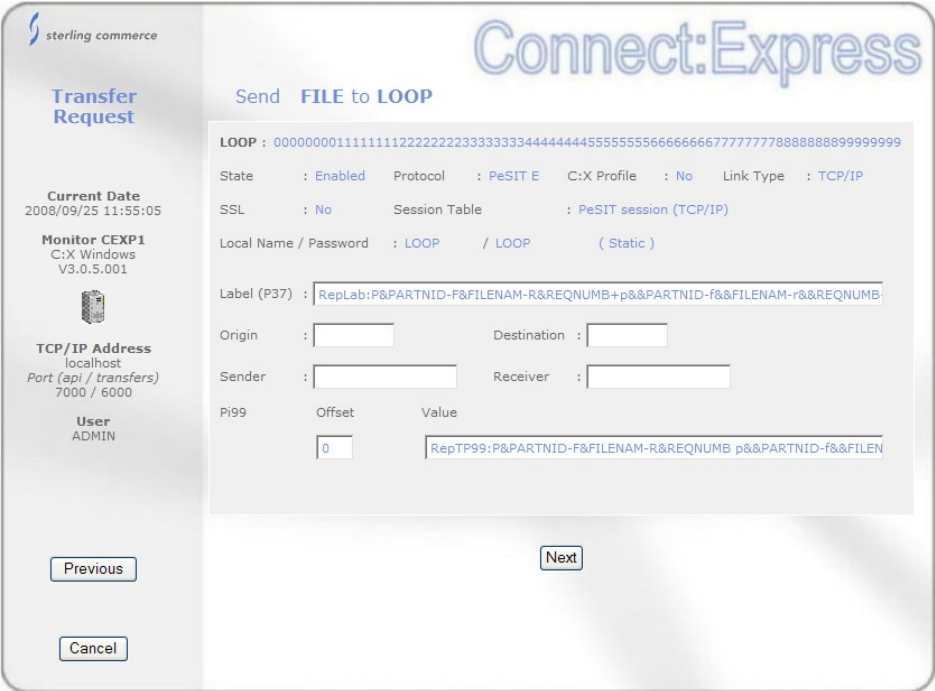 sterling commerce
Connect:Express
Transfer Request
Send FILE to LOOP
LOOP : 00000000111111112222222233333333444444445555555566666666777777778888888899999999
State : Enabled Protocol : PeSIT E C:X Profile : No Link Type : TCP/IP
SSL : No Session Table : PeSIT session (TCP/IP)
Local Name / Password : LOOP / LOOP ( Static )
Label (P37) : RepLab:P&PARTNID-F&FILENAM-R&REQNUMB+p&&PARTNID-f&&FILENAM-r&&REQNUMB-
Origin : Destination :
Sender : Receiver :
Pi99 Offset Value
0 RepTP99:P&PARTNID-F&FILENAM-R&REQNUMB p&&PARTNID-f&&FILEN
Current Date
2008/09/25 11:55:05
Monitor CEXP1
C:X Windows
V3.0.5.001
TCP/IP Address
localhost
Port (api / transfers)
7000 / 6000
User
ADMIN
Previous
Next
Cancel